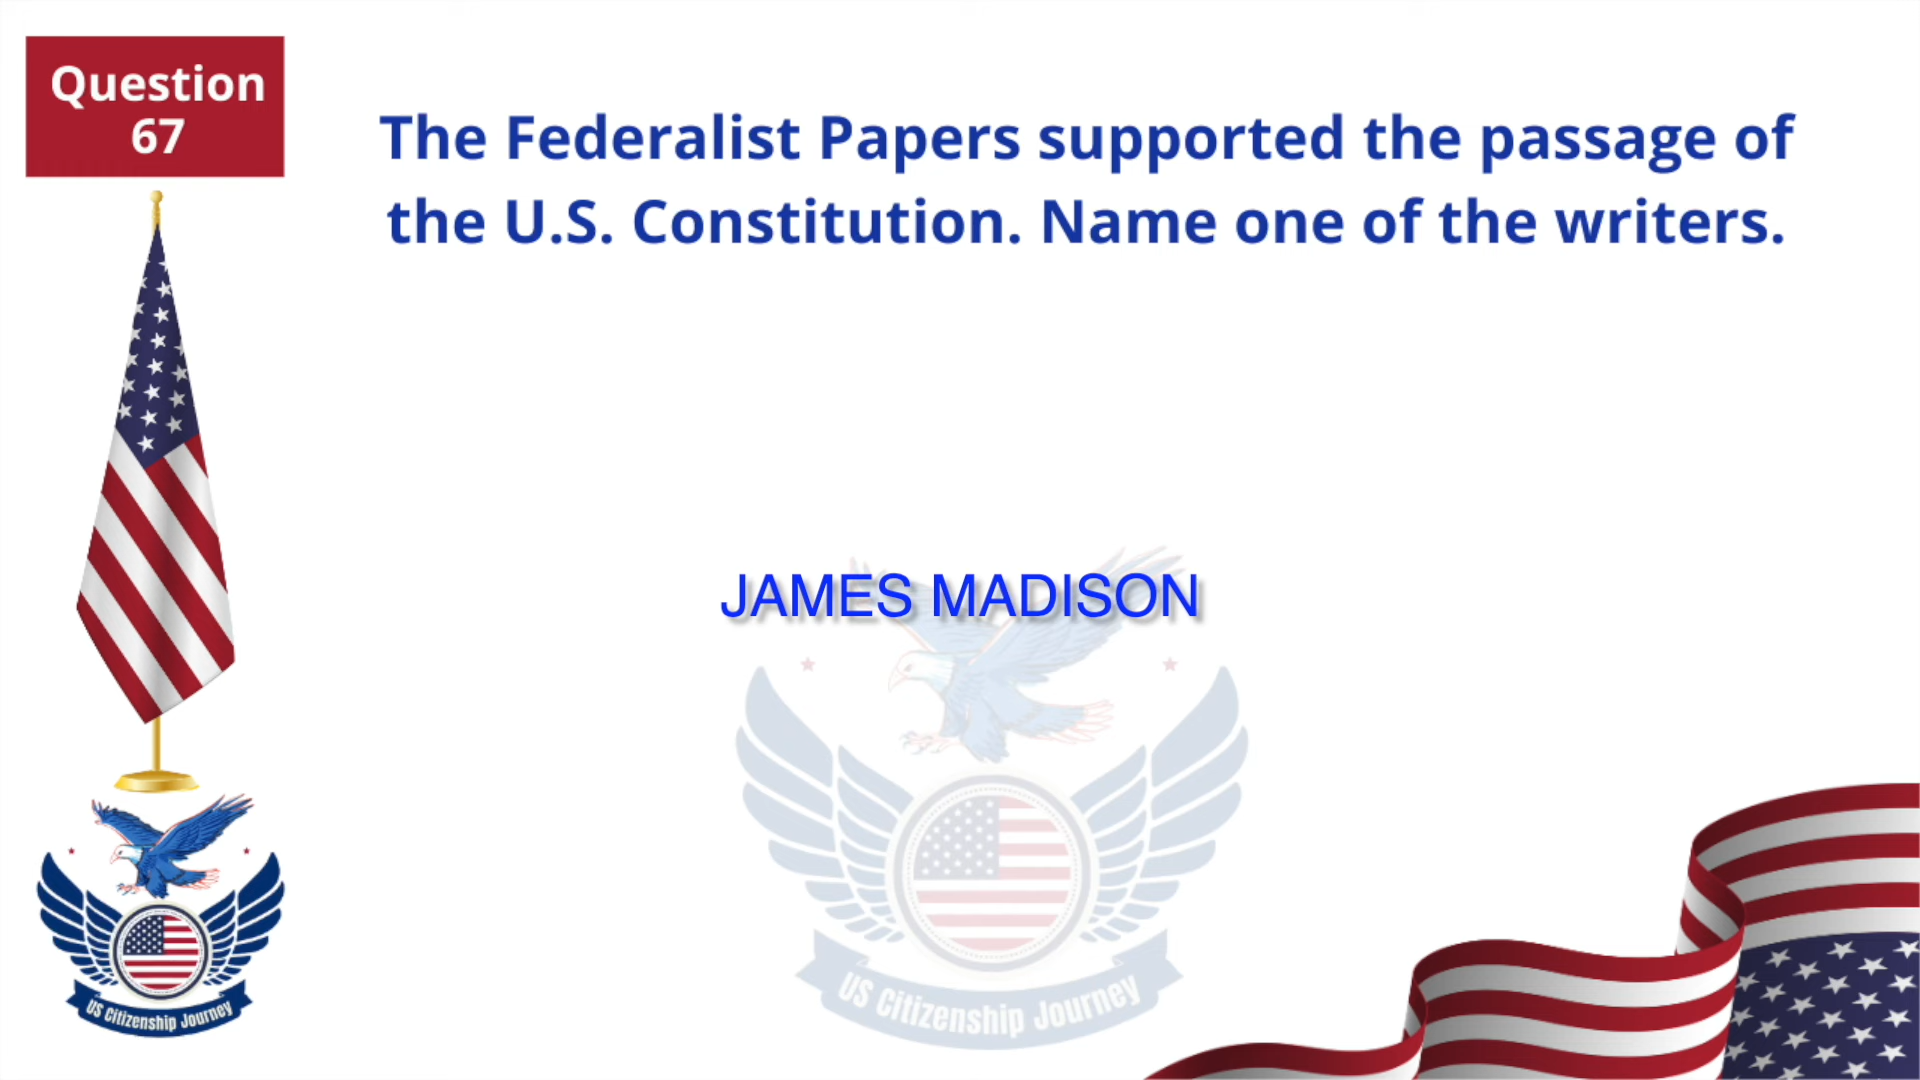 Question
67
The Federalist Papers supported the passage of
the U.S. Constitution. Name one of the writers.
JAMES MADISON
US Citizenship Journey
US Citizenship Journey